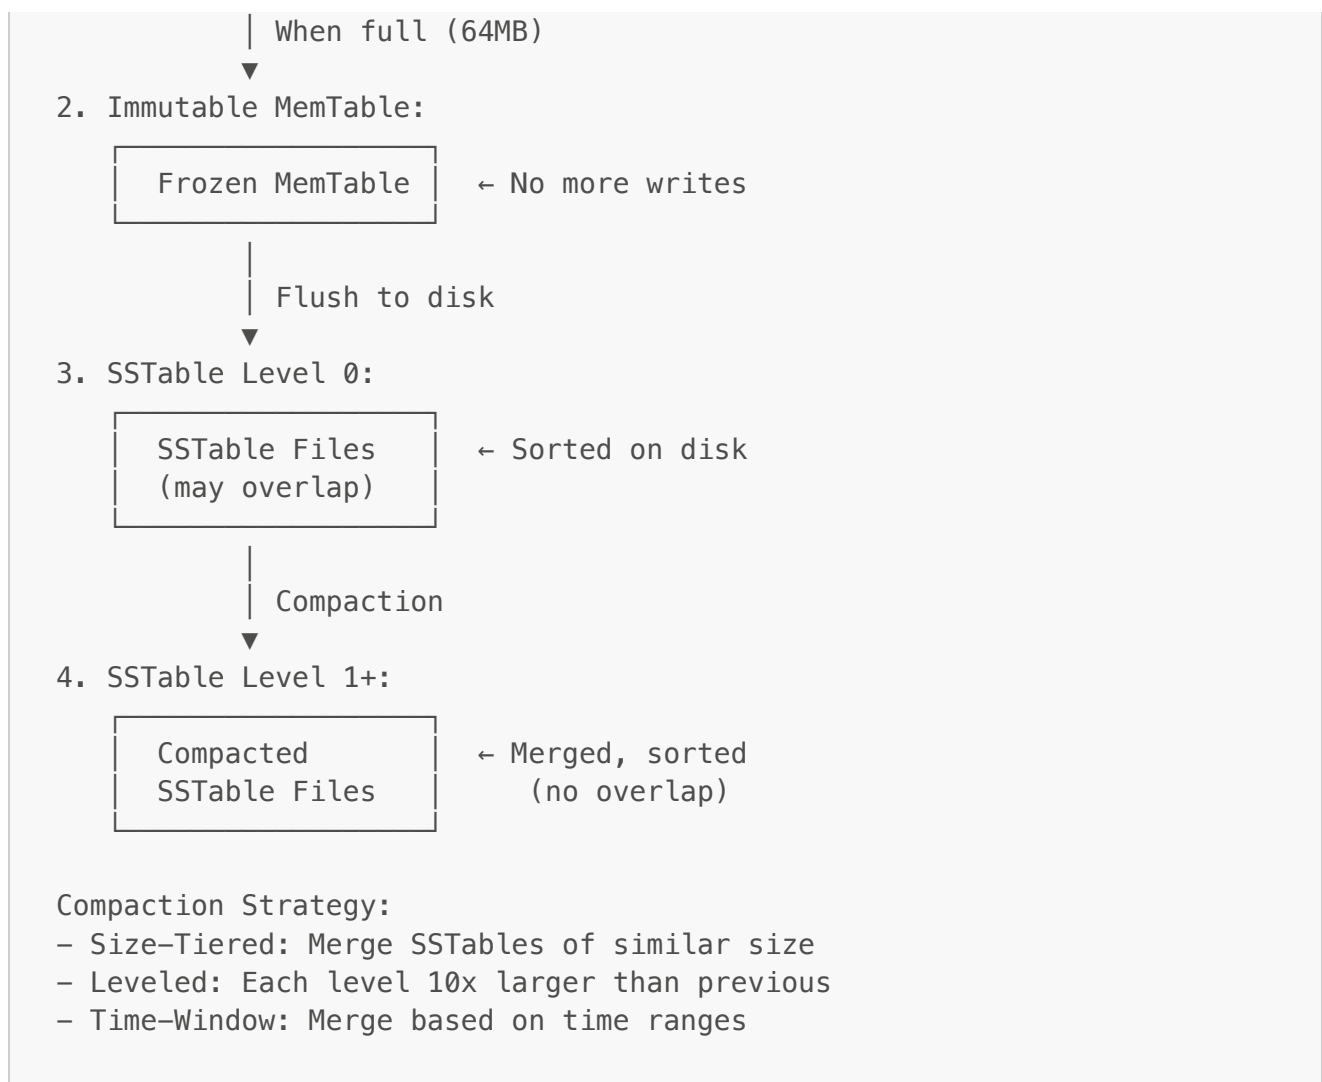 When full (64MB)
▼
2. Immutable MemTable:
Frozen MemTable ← No more writes
Flush to disk
▼
3. SSTable Level 0:
SSTable Files ← Sorted on disk
(may overlap)
Compaction
▼
4. SSTable Level 1+:
Compacted ← Merged, sorted
SSTable Files (no overlap)
Compaction Strategy:
- Size-Tiered: Merge SSTables of similar size
- Leveled: Each level 10x larger than previous
- Time-Window: Merge based on time ranges